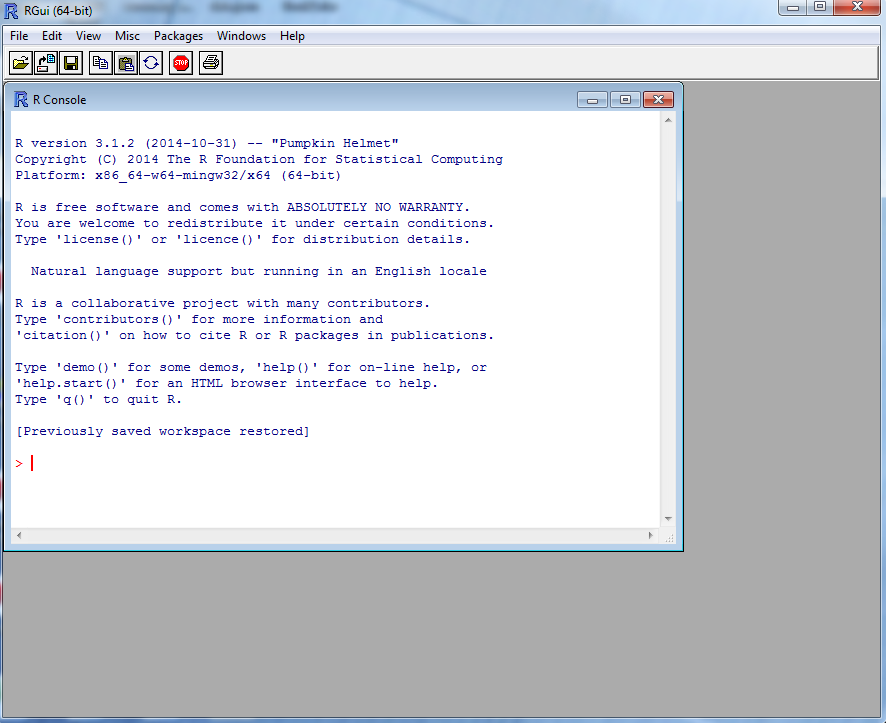 RGui (64-bit)
File Edit View Misc Packages Windows Help
STOP
R Console
R version 3.1.2 (2014-10-31) -- "Pumpkin Helmet"
Copyright (C) 2014 The R Foundation for Statistical Computing
Platform: x86_64-w64-mingw32/x64 (64-bit)
R is free software and comes with ABSOLUTELY NO WARRANTY.
You are welcome to redistribute it under certain conditions.
Type 'license()' or 'licence()' for distribution details.
Natural language support but running in an English locale
R is a collaborative project with many contributors.
Type 'contributors()' for more information and
'citation()' on how to cite R or R packages in publications.
Type 'demo()' for some demos, 'help()' for on-line help, or
'help.start()' for an HTML browser interface to help.
Type 'q()' to quit R.
[Previously saved workspace restored]
>